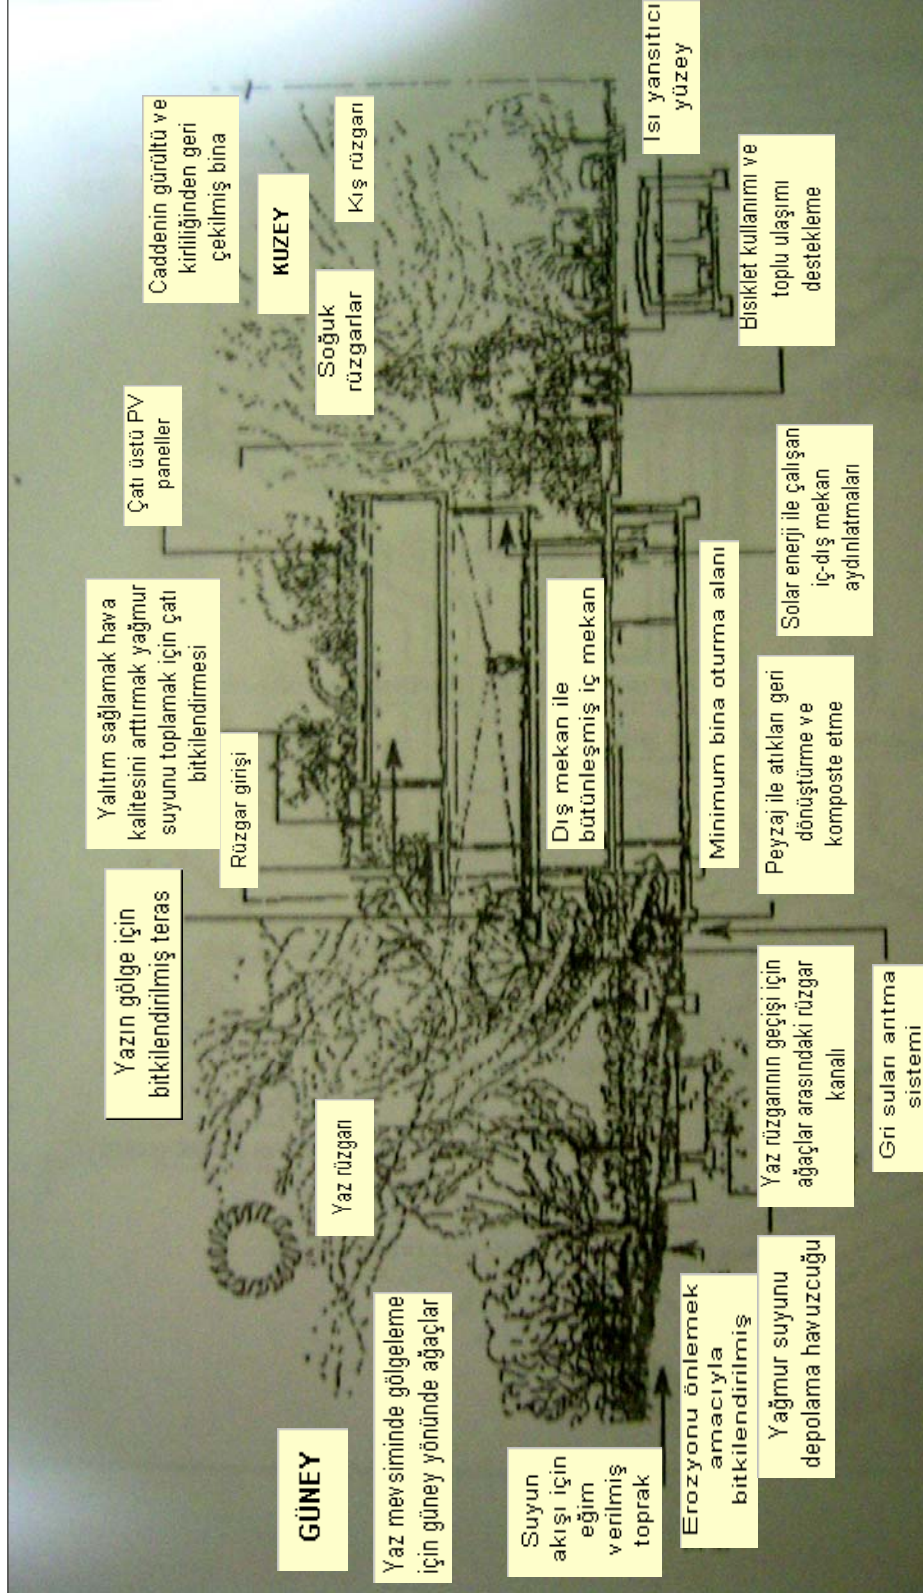 Caddenin gürültü ve
kirliliğinden geri
çekilmiş bina
KUZEY
Kış rüzgarı
Soğuk
rüzgarlar
Isı yansıtıcı
yüzey
Bisiklet kullanımı ve
toplu ulaşımı
destekleme
Çatı üstü PV
paneller
Yalıtım sağlamak hava
kalitesini arttırmak yağmur
suyunu toplamak için çatı
bitkilendirmesi
Rüzgar girişi
Dış mekan ile
bütünleşmiş iç mekan
Solar enerji ile çalışan
iç-dış mekan
aydınlatmaları
Minimum bina oturma alanı
Peyzaj ile atıkları geri
dönüştürme ve
komposte etme
Yazın gölge için
bitkilendirilmiş teras
Yaz rüzgarı
Yaz rüzgarının geçişi için
ağaçlar arasındaki rüzgar
kanalı
Gri suları arıtma
sistemi
GÜNEY
Yaz mevsiminde gölgeleme
için güney yönünde ağaçlar
Suyun
akışı için
eğim
verilmiş
toprak
Erozyonu önlemek
amacıyla
bitkilendirilmiş
Yağmur suyunu
depolama havuzcuğu